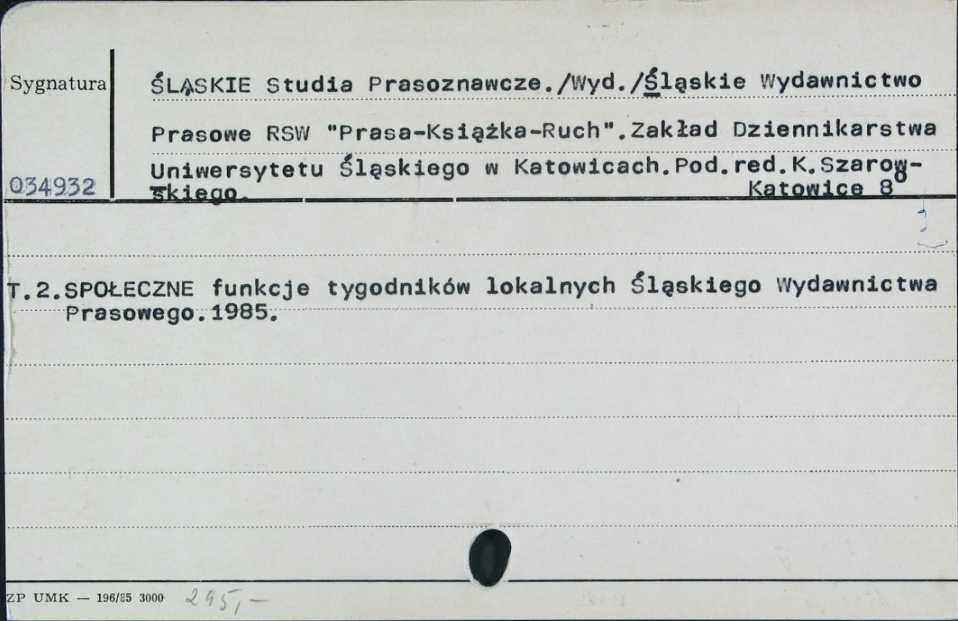 Sygnatura
ŚLĄSKIE Studia Prasoznawcze./Wyd./Śląskie Wydawnictwo
Prasowe RSW "Prasa-Książka-Ruch".Zakład Dziennikarstwa
Uniwersytetu Śląskiego w Katowicach.Pod.red.K.Szarow-
034932
skiego. Katowice 8°
T.2.SPOŁECZNE funkcje tygodników lokalnych Śląskiego Wydawnictwa
Prasowego.1985.
ZP UMK — 196/85 3000 295,-